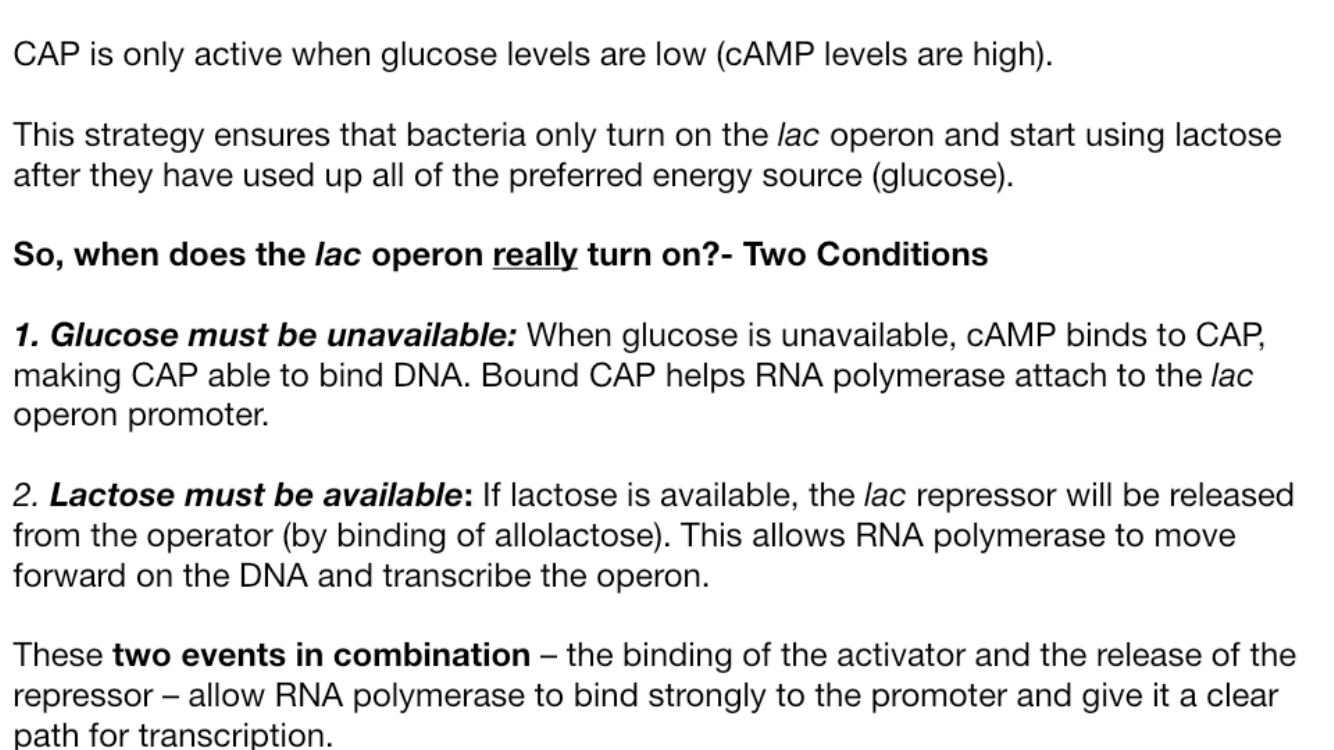 CAP is only active when glucose levels are low (cAMP levels are high).
This strategy ensures that bacteria only turn on the lac operon and start using lactose
after they have used up all of the preferred energy source (glucose).
So, when does the lac operon really turn on?- Two Conditions
1. Glucose must be unavailable: When glucose is unavailable, cAMP binds to CAP,
making CAP able to bind DNA. Bound CAP helps RNA polymerase attach to the lac
operon promoter.
2. Lactose must be available: If lactose is available, the lac repressor will be released
from the operator (by binding of allolactose). This allows RNA polymerase to move
forward on the DNA and transcribe the operon.
These two events in combination – the binding of the activator and the release of the
repressor – allow RNA polymerase to bind strongly to the promoter and give it a clear
path for transcription.